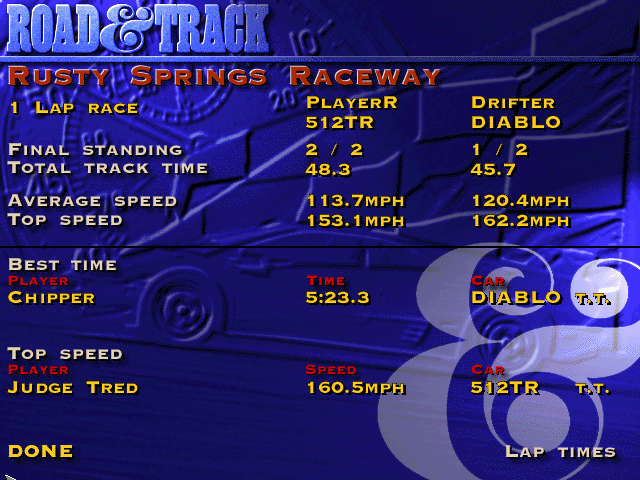 ROAD & TRACK
RUSTY SPRINGS RACEWAY
1 LAP RACE PLAYERR DRIFTER
512TR DIABLO
FINAL STANDING 2 / 2 1 / 2
TOTAL TRACK TIME 48.3 45.7
AVERAGE SPEED 113.7MPH 120.4MPH
TOP SPEED 153.1MPH 162.2MPH
BEST TIME
PLAYER TIME CAR
CHIPPER 5:23.3 DIABLO T.T.
TOP SPEED
PLAYER SPEED CAR
JUDGE TRED 160.5MPH 512TR T.T.
DONE LAP TIMES